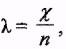 λ = χ/n,